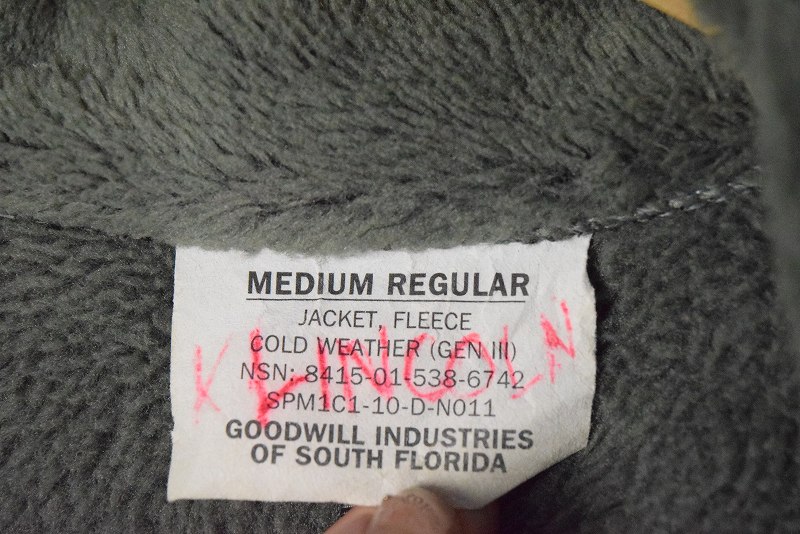 MEDIUM REGULAR
JACKET, FLEECE
COLD WEATHER (GEN III)
K LINCOLN
NSN: 8415-01-538-6742
SPM1C1-10-D-N011
GOODWILL INDUSTRIES
OF SOUTH FLORIDA